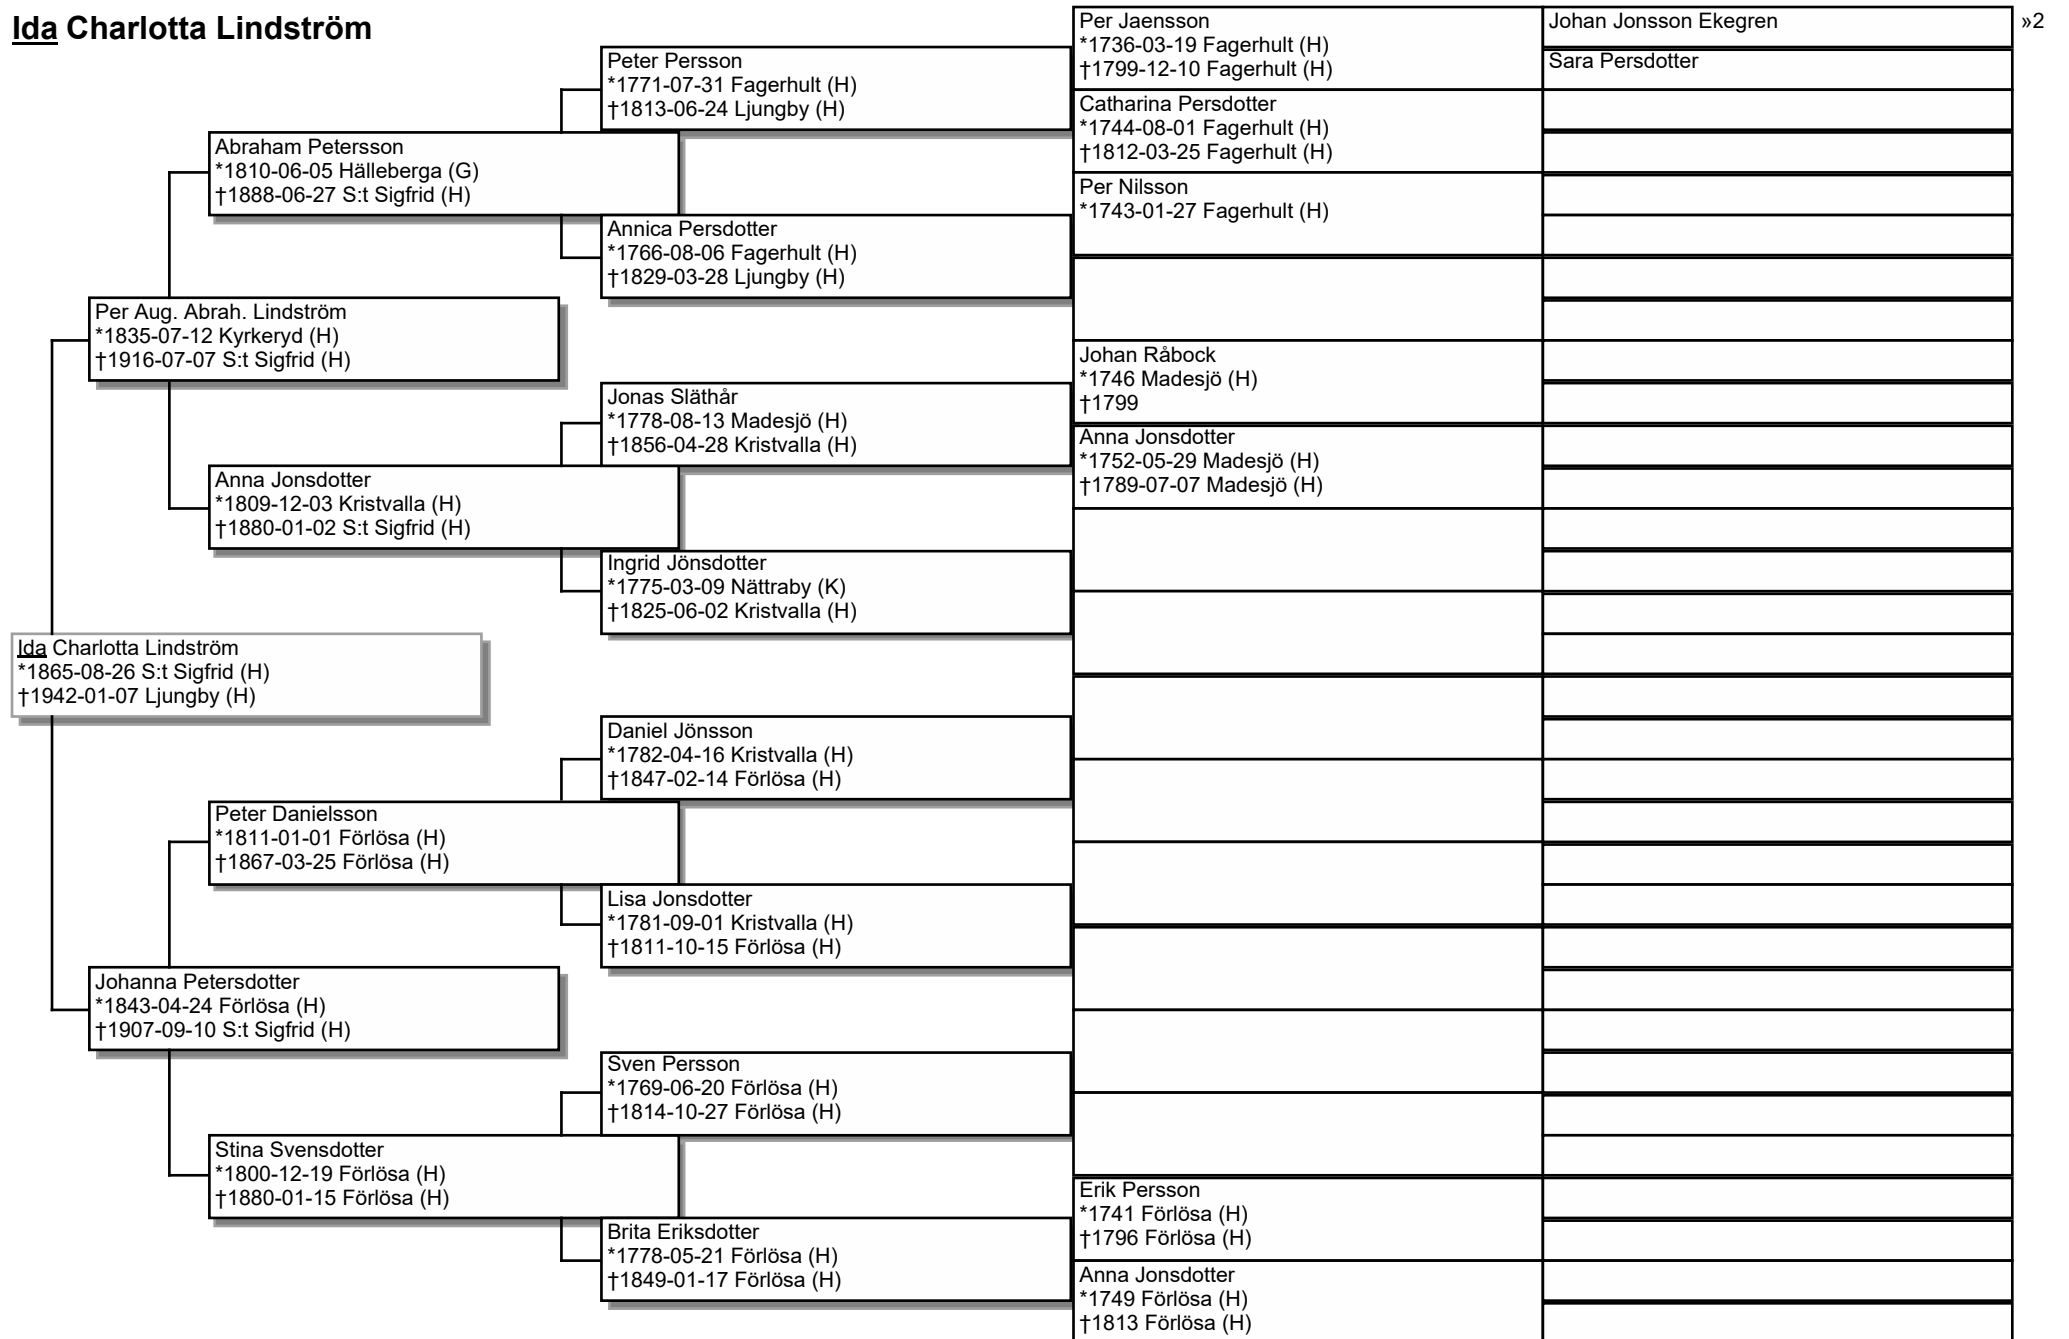 Ida Charlotta Lindström
Ida Charlotta Lindström
*1865-08-26 S:t Sigfrid (H)
†1942-01-07 Ljungby (H)
Per Aug. Abrah. Lindström
*1835-07-12 Kyrkeryd (H)
†1916-07-07 S:t Sigfrid (H)
Johanna Petersdotter
*1843-04-24 Förlösa (H)
†1907-09-10 S:t Sigfrid (H)
Abraham Petersson
*1810-06-05 Hälleberga (G)
†1888-06-27 S:t Sigfrid (H)
Anna Jonsdotter
*1809-12-03 Kristvalla (H)
†1880-01-02 S:t Sigfrid (H)
Peter Danielsson
*1811-01-01 Förlösa (H)
†1867-03-25 Förlösa (H)
Stina Svensdotter
*1800-12-19 Förlösa (H)
†1880-01-15 Förlösa (H)
Peter Persson
*1771-07-31 Fagerhult (H)
†1813-06-24 Ljungby (H)
Annica Persdotter
*1766-08-06 Fagerhult (H)
†1829-03-28 Ljungby (H)
Jonas Släthår
*1778-08-13 Madesjö (H)
†1856-04-28 Kristvalla (H)
Ingrid Jönsdotter
*1775-03-09 Nättraby (K)
†1825-06-02 Kristvalla (H)
Daniel Jönsson
*1782-04-16 Kristvalla (H)
†1847-02-14 Förlösa (H)
Lisa Jonsdotter
*1781-09-01 Kristvalla (H)
†1811-10-15 Förlösa (H)
Sven Persson
*1769-06-20 Förlösa (H)
†1814-10-27 Förlösa (H)
Brita Eriksdotter
*1778-05-21 Förlösa (H)
†1849-01-17 Förlösa (H)
Per Jaensson
*1736-03-19 Fagerhult (H)
†1799-12-10 Fagerhult (H)
Catharina Persdotter
*1744-08-01 Fagerhult (H)
†1812-03-25 Fagerhult (H)
Per Nilsson
*1743-01-27 Fagerhult (H)
Johan Råbock
*1746 Madesjö (H)
†1799
Anna Jonsdotter
*1752-05-29 Madesjö (H)
†1789-07-07 Madesjö (H)
Erik Persson
*1741 Förlösa (H)
†1796 Förlösa (H)
Anna Jonsdotter
*1749 Förlösa (H)
†1813 Förlösa (H)
Johan Jonsson Ekegren
»2
Sara Persdotter